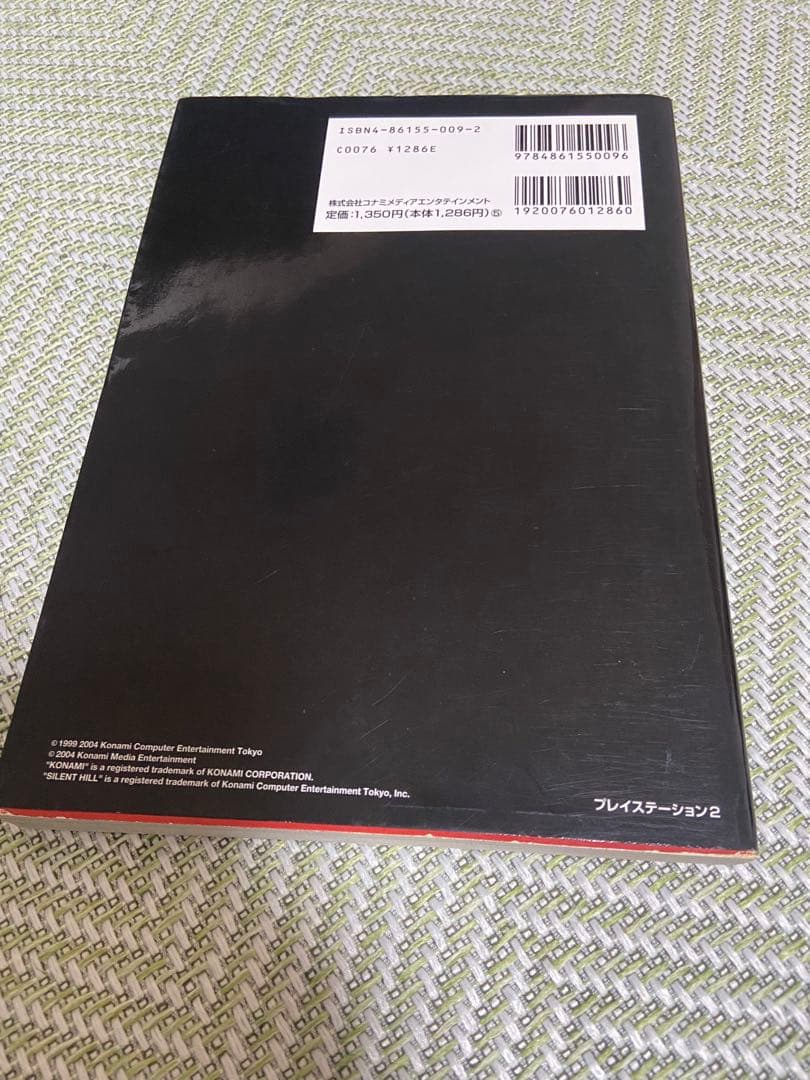 ISBN4-86155-009-2
C0076 ¥1286E
9784861550096
株式会社コナミメディアエンタテインメント
定価:1,350円(本体1,286円)⑤
1920076012860
© 1999 2004 Konami Computer Entertainment Tokyo
© 2004 Konami Media Entertainment
"KONAMI" is a registered trademark of KONAMI CORPORATION.
"SILENT HILL" is a registered trademark of Konami Computer Entertainment Tokyo, Inc.
プレイステーション2